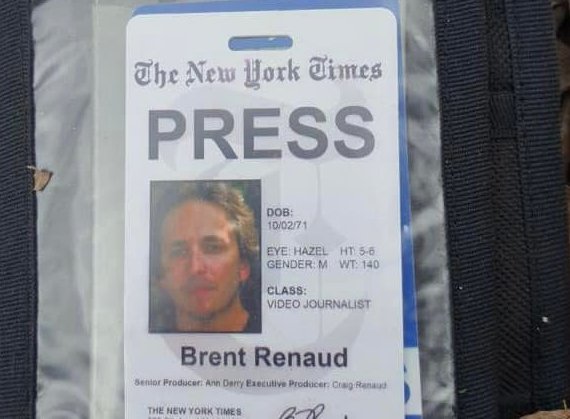 The New York Times
PRESS
DOB:
10/02/71
EYE: HAZEL HT: 5-6
GENDER: M WT: 140
CLASS:
VIDEO JOURNALIST
Brent Renaud
Senior Producer: Ann Derry Executive Producer: Craig Renaud
THE NEW YORK TIMES